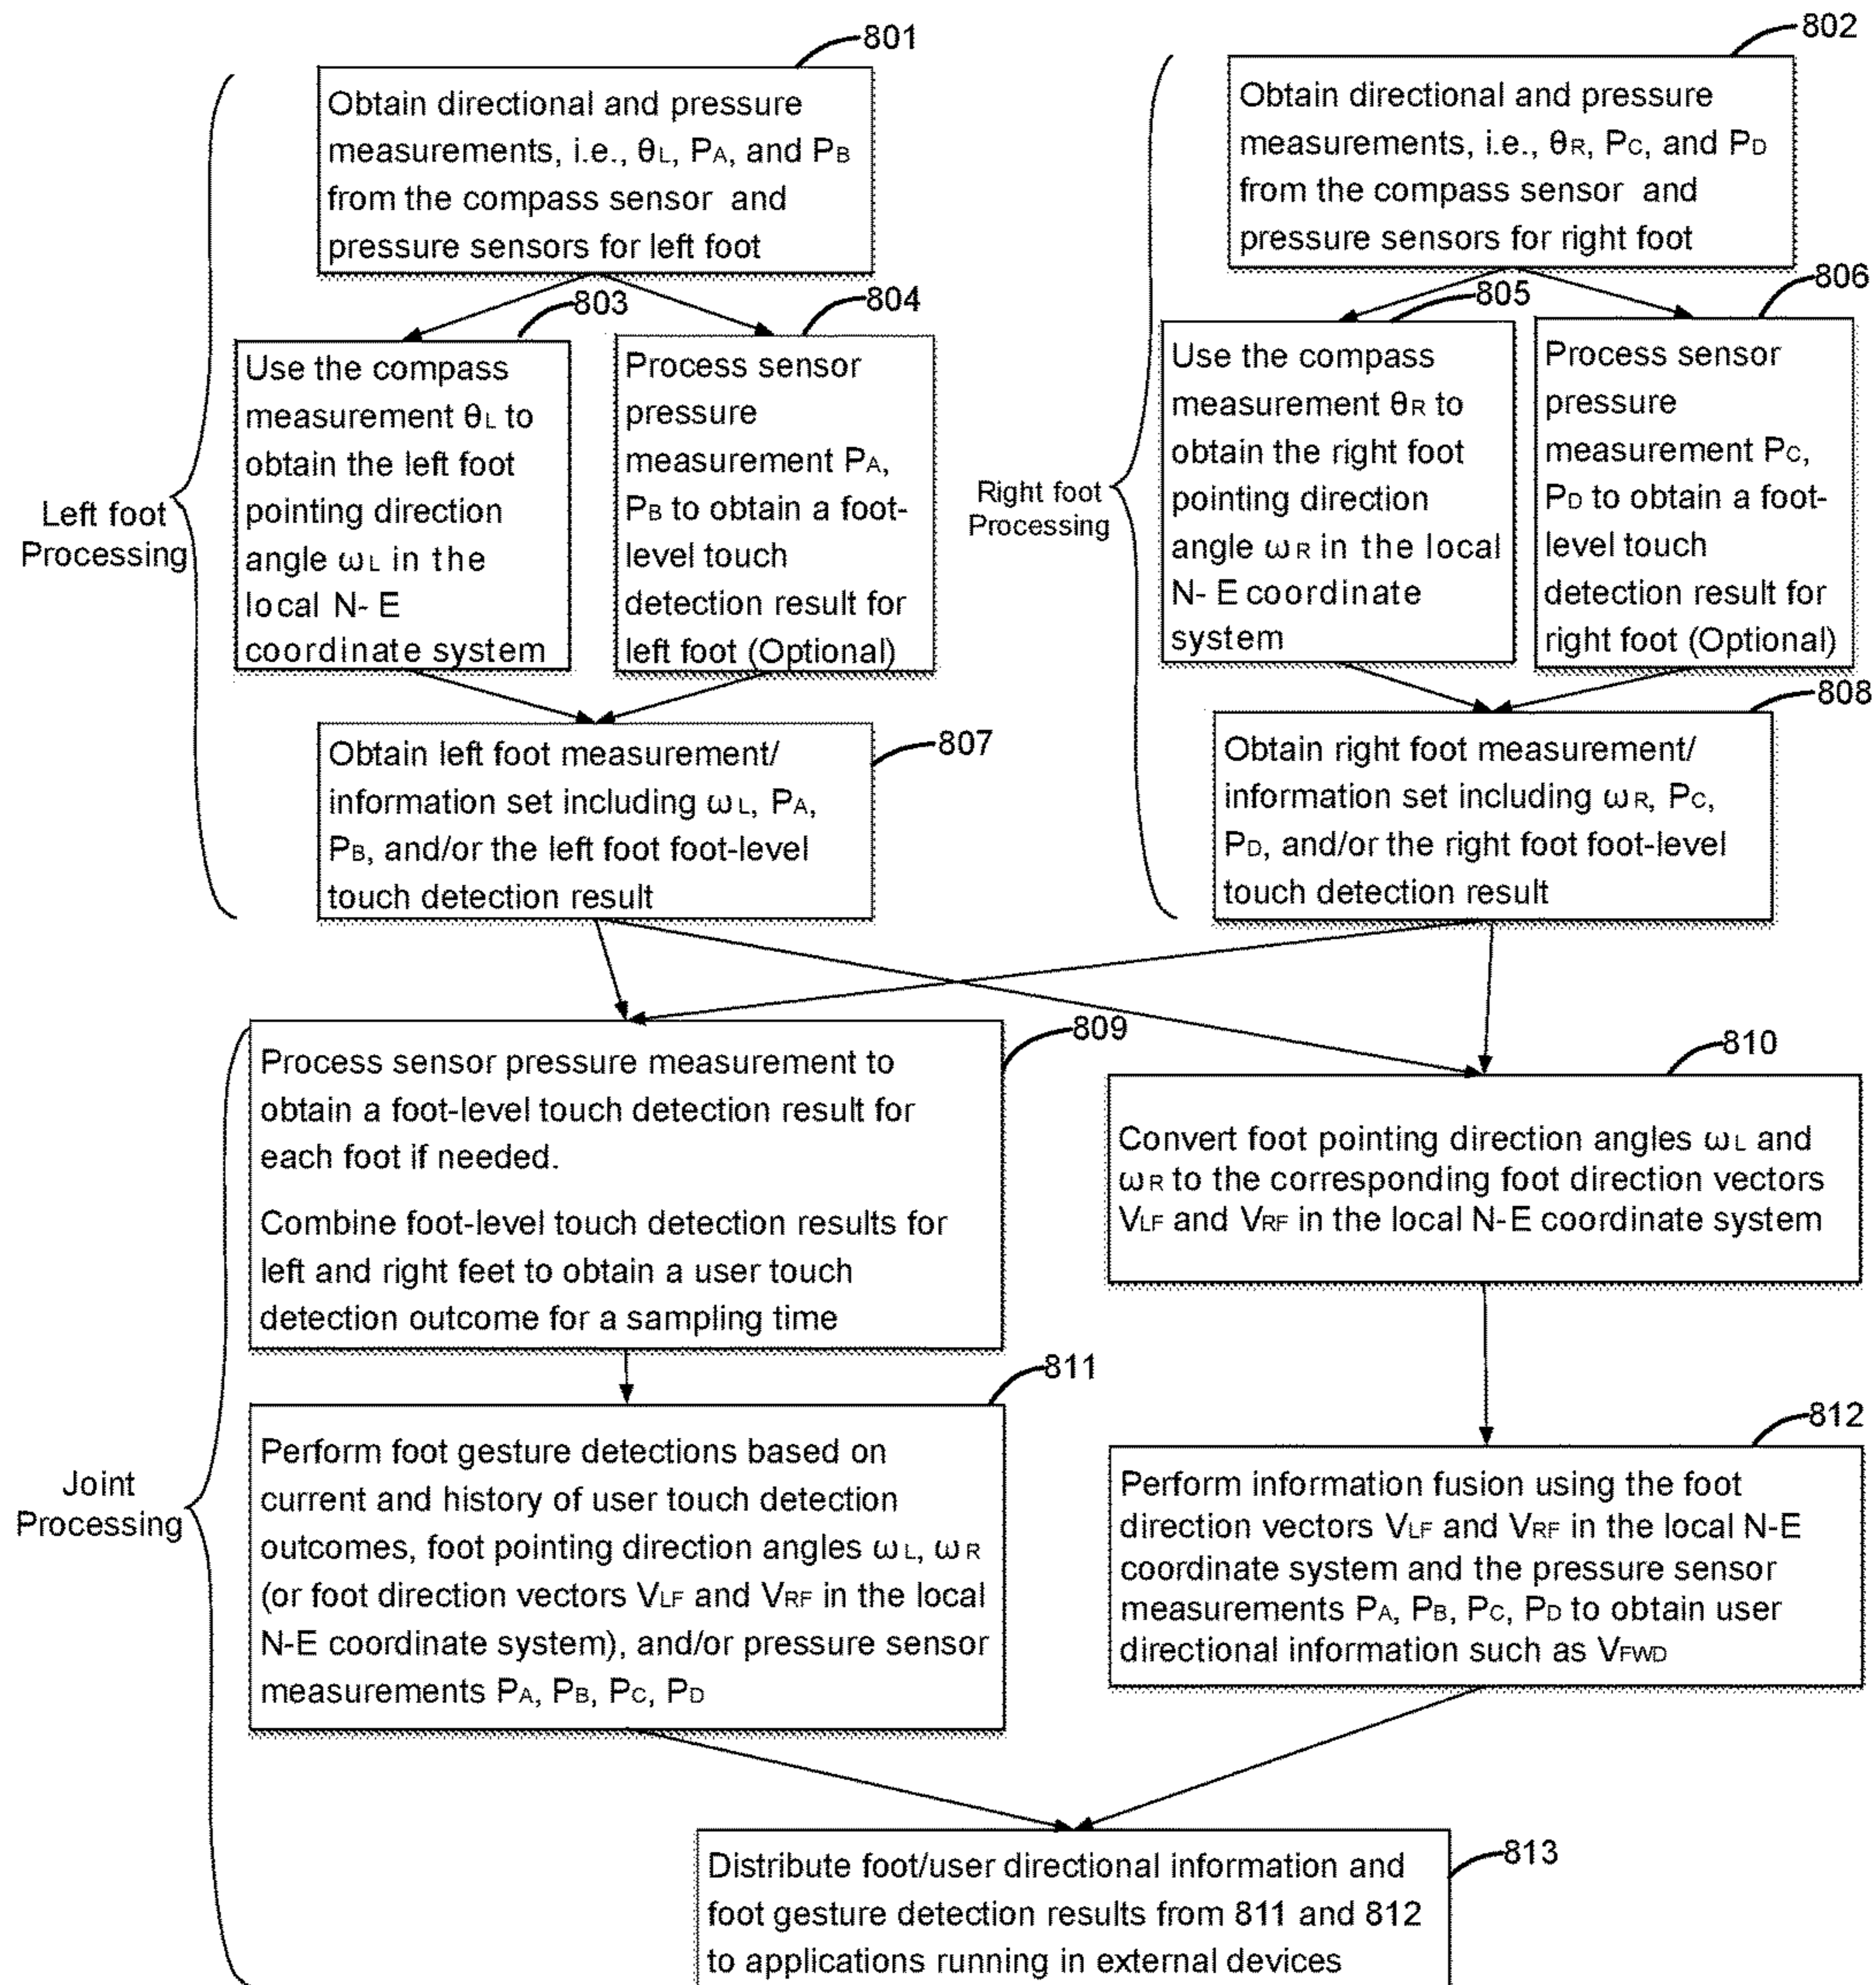 801
Obtain directional and pressure
measurements, i.e., θL, PA, and PB
from the compass sensor and
pressure sensors for left foot
802
Obtain directional and pressure
measurements, i.e., θR, PC, and PD
from the compass sensor and
pressure sensors for right foot
Left foot
Processing
803
Use the compass
measurement θL to
obtain the left foot
pointing direction
angle ωL in the
local N- E
coordinate system
804
Process sensor
pressure
measurement PA,
PB to obtain a foot-
level touch
detection result for
left foot (Optional)
Right foot
Processing
805
Use the compass
measurement θR to
obtain the right foot
pointing direction
angle ωR in the local
N- E coordinate
system
806
Process sensor
pressure
measurement PC,
PD to obtain a foot-
level touch
detection result for
right foot (Optional)
807
Obtain left foot measurement/
information set including ωL, PA,
PB, and/or the left foot foot-level
touch detection result
808
Obtain right foot measurement/
information set including ωR, PC,
PD, and/or the right foot foot-level
touch detection result
Joint
Processing
809
Process sensor pressure measurement to
obtain a foot-level touch detection result for
each foot if needed.
Combine foot-level touch detection results for
left and right feet to obtain a user touch
detection outcome for a sampling time
810
Convert foot pointing direction angles ωL and
ωR to the corresponding foot direction vectors
VLF and VRF in the local N-E coordinate system
811
Perform foot gesture detections based on
current and history of user touch detection
outcomes, foot pointing direction angles ωL, ωR
(or foot direction vectors VLF and VRF in the local
N-E coordinate system), and/or pressure sensor
measurements PA, PB, PC, PD
812
Perform information fusion using the foot
direction vectors VLF and VRF in the local N-E
coordinate system and the pressure sensor
measurements PA, PB, PC, PD to obtain user
directional information such as VFWD
813
Distribute foot/user directional information and
foot gesture detection results from 811 and 812
to applications running in external devices